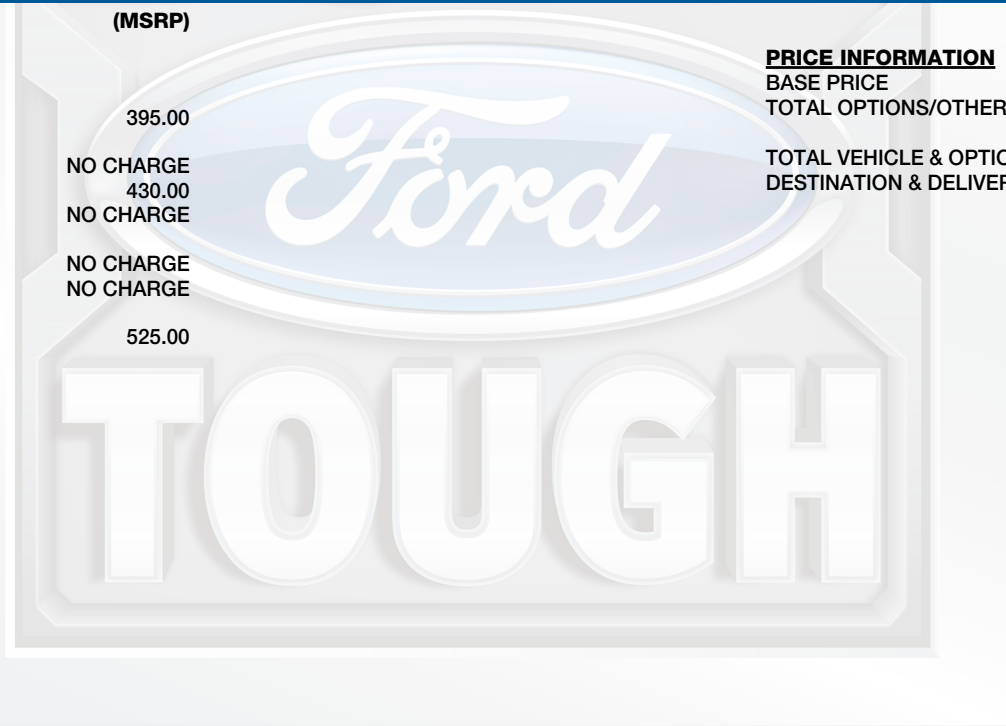 (MSRP)
395.00
NO CHARGE
430.00
NO CHARGE
NO CHARGE
NO CHARGE
525.00
PRICE INFORMATION
BASE PRICE
TOTAL OPTIONS/OTHER
TOTAL VEHICLE & OPTIO
DESTINATION & DELIVER
Ford
TOUGH